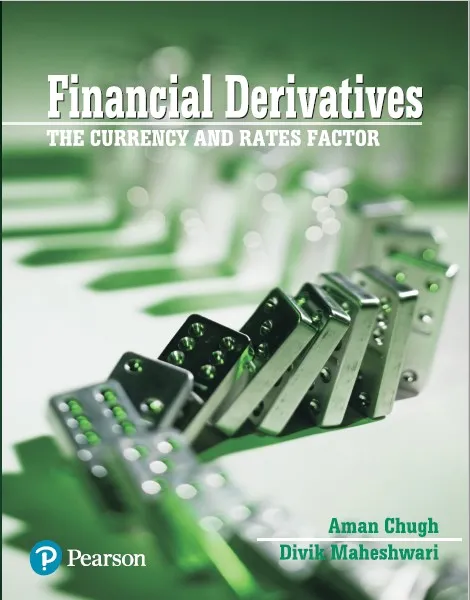 Financial Derivatives
THE CURRENCY AND RATES FACTOR
Aman Chugh
Divik Maheshwari
P Pearson